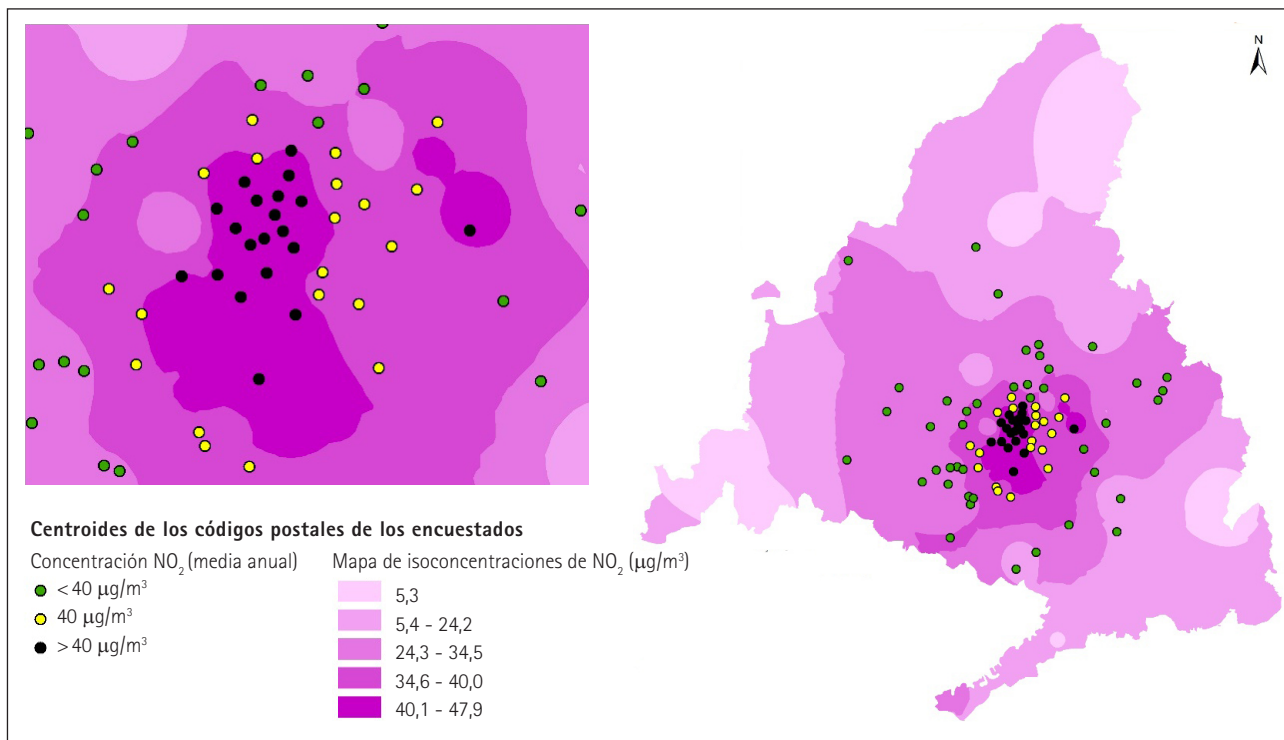 N
Centroides de los códigos postales de los encuestados
Concentración NO₂ (media anual)
< 40 µg/m³
40 µg/m³
> 40 µg/m³
Mapa de isoconcentraciones de NO₂ (µg/m³)
5,3
5,4 - 24,2
24,3 - 34,5
34,6 - 40,0
40,1 - 47,9